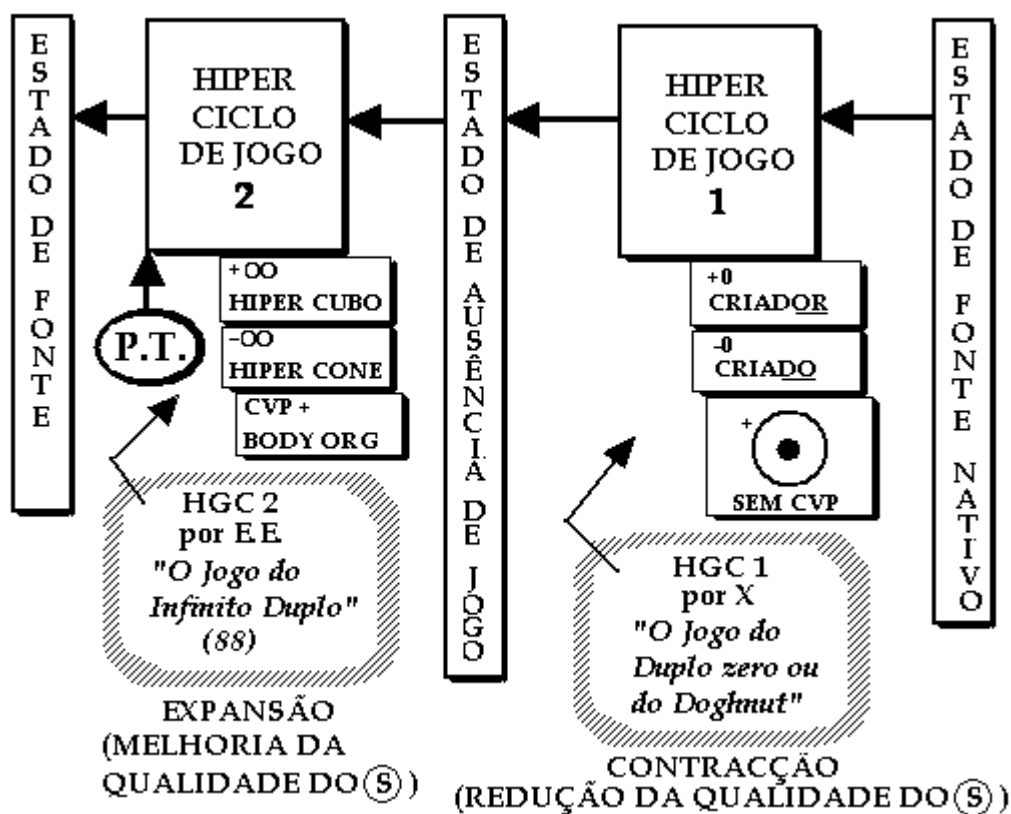 ESTADO DE FONTE
HIPER
CICLO
DE JOGO
2
+∞
HIPER CUBO
-∞
HIPER CONE
CVP +
BODY ORG
P.T.
HGC 2
por E.E.
"O Jogo do
Infinito Duplo"
(88)
EXPANSÃO
(MELHORIA DA
QUALIDADE DO Ⓢ)
ESTADO DE AUSÊNCIA DE JOGO
HIPER
CICLO
DE JOGO
1
+0
CRIADOR
-0
CRIADO
+
SEM CVP
HGC 1
por X
"O Jogo do
Duplo zero ou
do Doghnut"
CONTRACÇÃO
(REDUÇÃO DA QUALIDADE DO Ⓢ)
ESTADO DE FONTE NATIVO